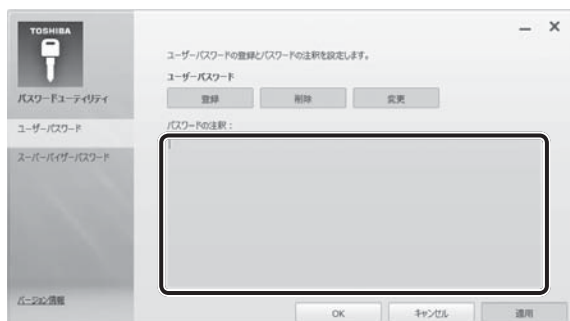 TOSHIBA
パスワードユーティリティ
ユーザーパスワード
スーパーバイザーパスワード
バージョン情報
ユーザーパスワードの登録とパスワードの注釈を設定します。
ユーザーパスワード
登録 削除 変更
パスワードの注釈：
OK キャンセル 適用